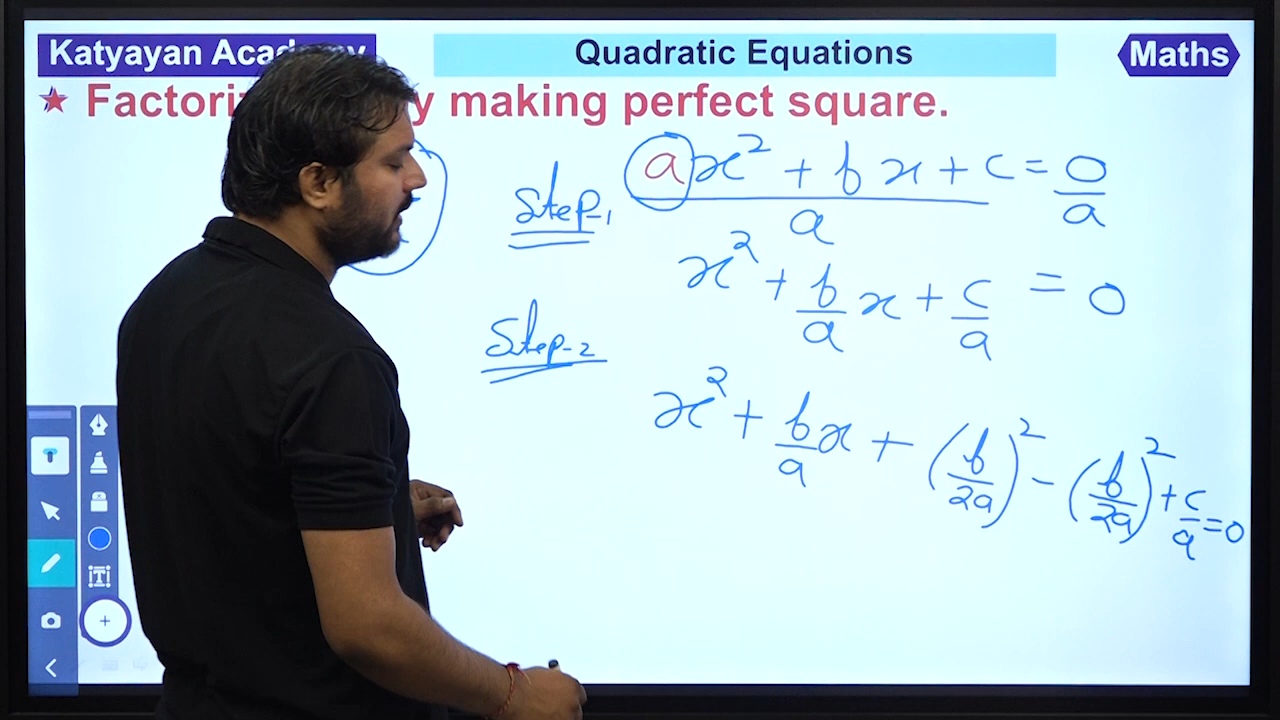 Katyayan Academy
Quadratic Equations
Maths
★ Factoriz y making perfect square.
Step-1
ax² + bx + c = 0
a a
x² + b/a x + c/a = 0
Step-2
x² + b/a x + (b/2a)² - (b/2a)² + c/a = 0